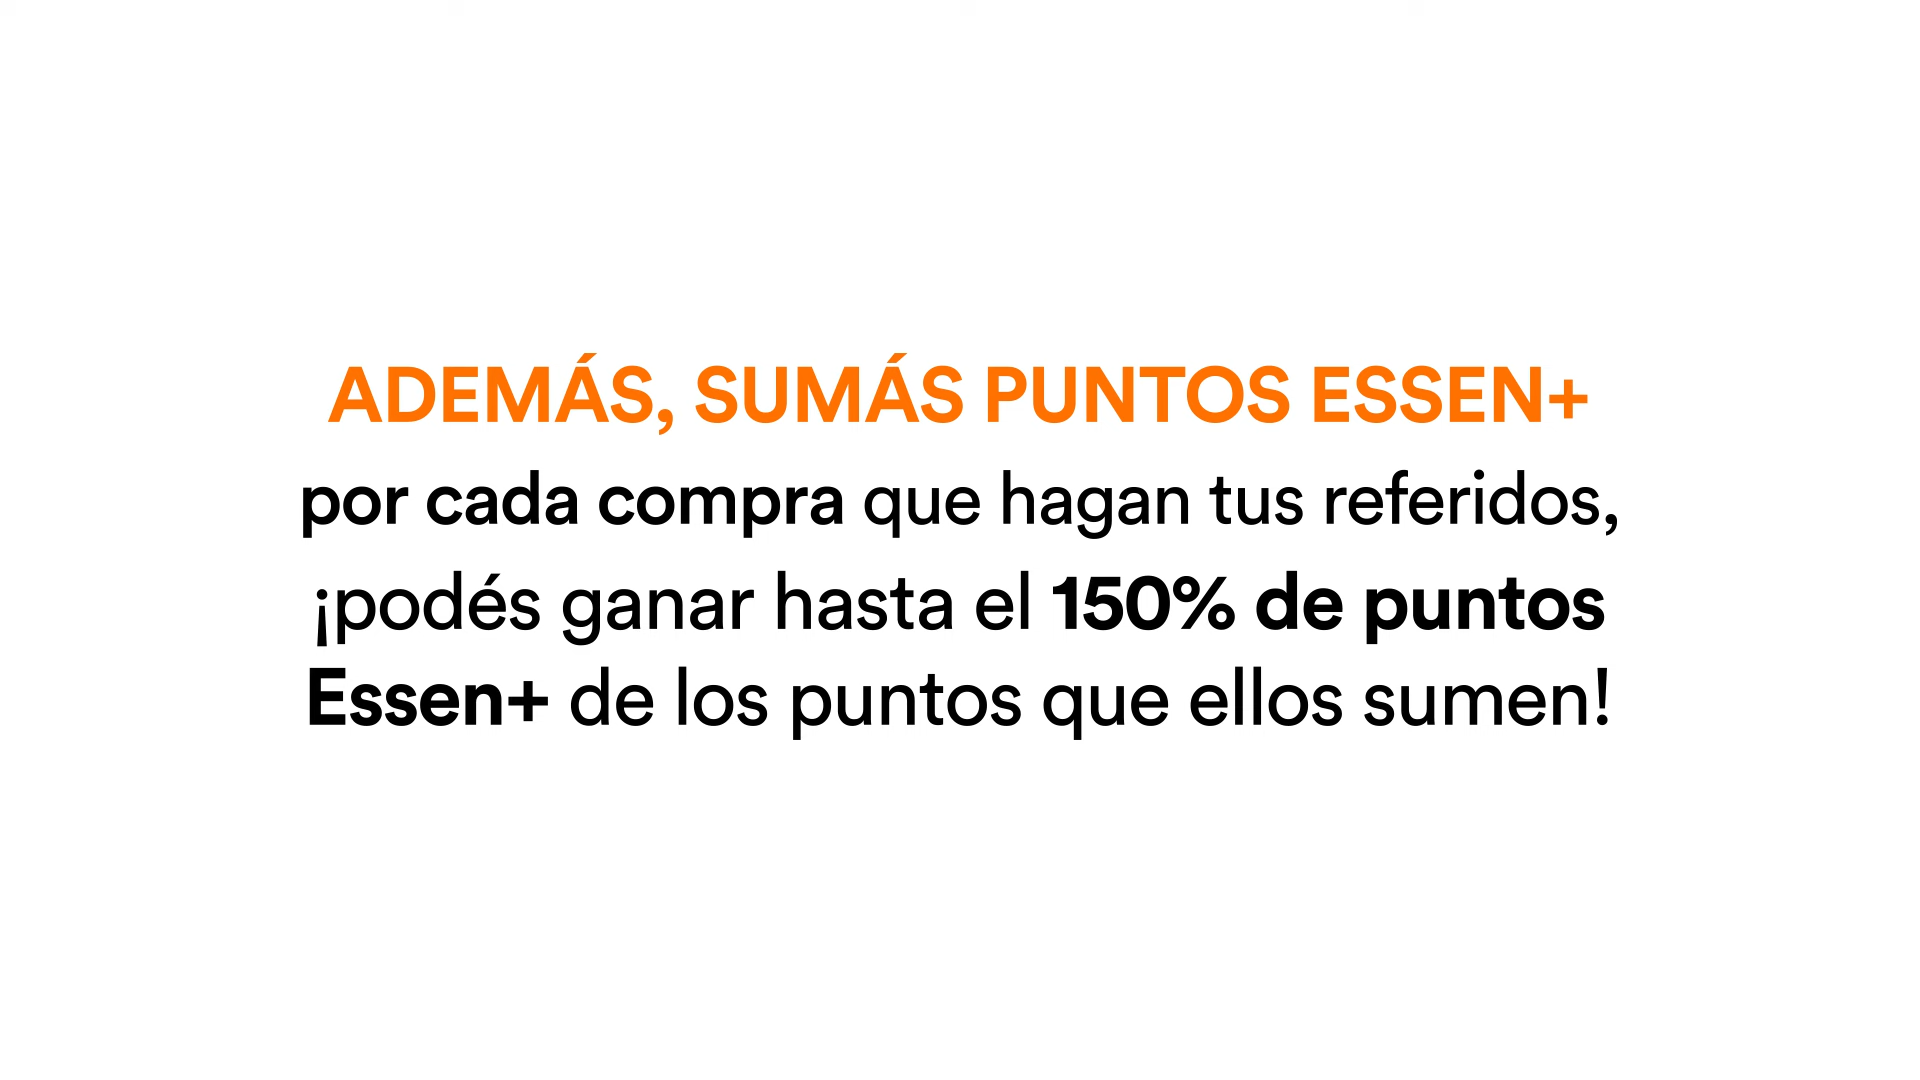 ADEMÁS, SUMÁS PUNTOS ESSEN+
por cada compra que hagan tus referidos,
¡podés ganar hasta el 150% de puntos
Essen+ de los puntos que ellos sumen!